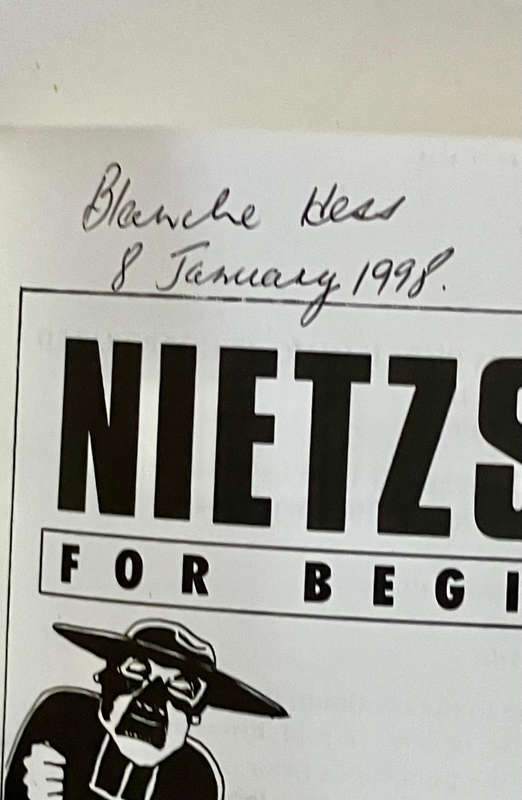 Blanche Hess
8 January 1998.
NIETZS
FOR BEGI